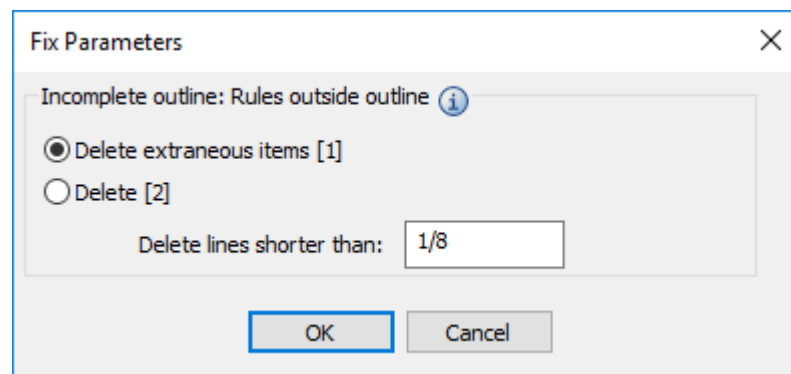 Fix Parameters
Incomplete outline: Rules outside outline
Delete extraneous items [1]
Delete [2]
Delete lines shorter than: 1/8
OK Cancel